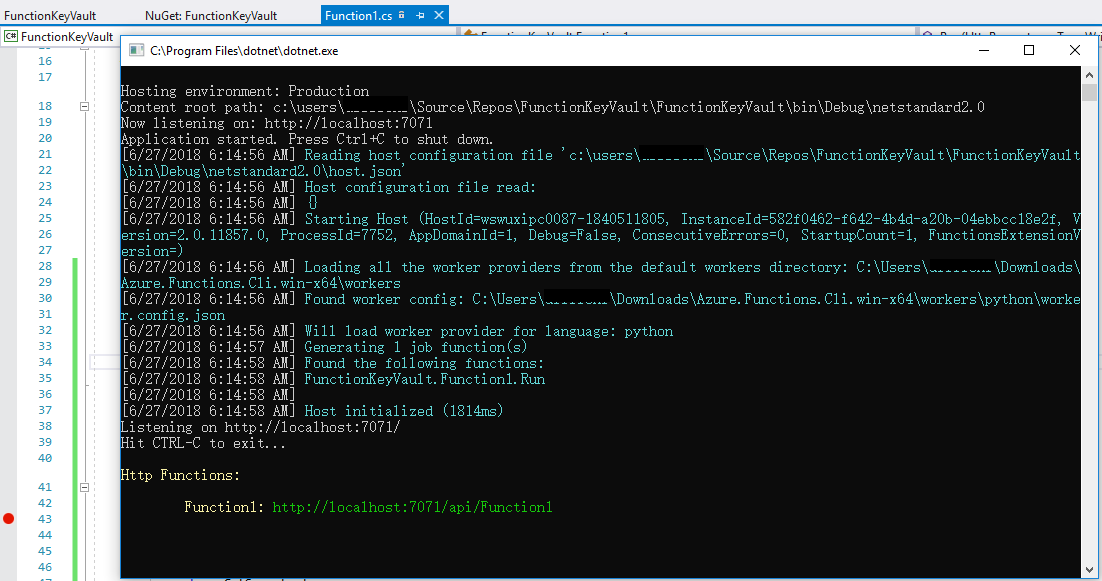 FunctionKeyVault NuGet: FunctionKeyVault Function1.cs
C# FunctionKeyVault
C:\Program Files\dotnet\dotnet.exe
Hosting environment: Production
Content root path: c:\users\ \Source\Repos\FunctionKeyVault\FunctionKeyVault\bin\Debug\netstandard2.0
Now listening on: http://localhost:7071
Application started. Press Ctrl+C to shut down.
[6/27/2018 6:14:56 AM] Reading host configuration file 'c:\users\ \Source\Repos\FunctionKeyVault\FunctionKeyVault
\bin\Debug\netstandard2.0\host.json'
[6/27/2018 6:14:56 AM] Host configuration file read:
[6/27/2018 6:14:56 AM] {}
[6/27/2018 6:14:56 AM] Starting Host (HostId=wswuxipc0087-1840511805, InstanceId=582f0462-f642-4b4d-a20b-04ebbcc18e2f, V
ersion=2.0.11857.0, ProcessId=7752, AppDomainId=1, Debug=False, ConsecutiveErrors=0, StartupCount=1, FunctionsExtensionV
ersion=)
[6/27/2018 6:14:56 AM] Loading all the worker providers from the default workers directory: C:\Users\ \Downloads\
Azure.Functions.Cli.win-x64\workers
[6/27/2018 6:14:56 AM] Found worker config: C:\Users\ \Downloads\Azure.Functions.Cli.win-x64\workers\python\worke
r.config.json
[6/27/2018 6:14:56 AM] Will load worker provider for language: python
[6/27/2018 6:14:57 AM] Generating 1 job function(s)
[6/27/2018 6:14:58 AM] Found the following functions:
[6/27/2018 6:14:58 AM] FunctionKeyVault.Function1.Run
[6/27/2018 6:14:58 AM]
[6/27/2018 6:14:58 AM] Host initialized (1814ms)
Listening on http://localhost:7071/
Hit CTRL-C to exit...
Http Functions:
Function1: http://localhost:7071/api/Function1
16
17
18
19
20
21
22
23
24
25
26
27
28
29
30
31
32
33
34
35
36
37
38
39
40
41
42
43
44
45
46